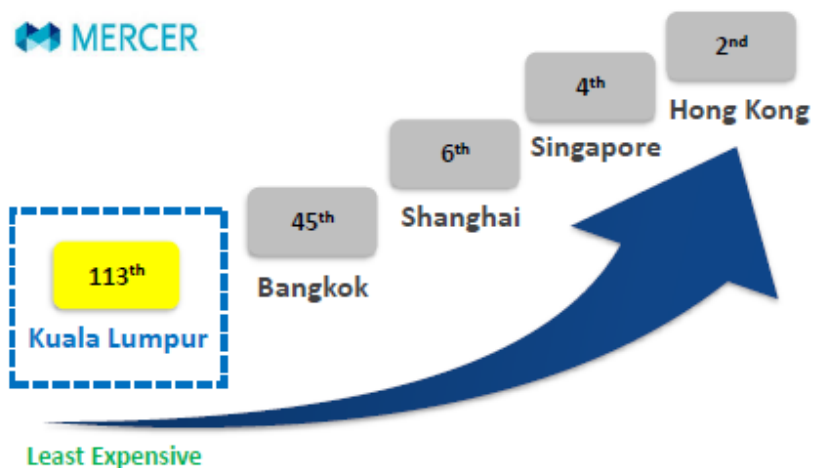 MERCER
2nd
Hong Kong
4th
Singapore
6th
Shanghai
45th
Bangkok
113th
Kuala Lumpur
Least Expensive